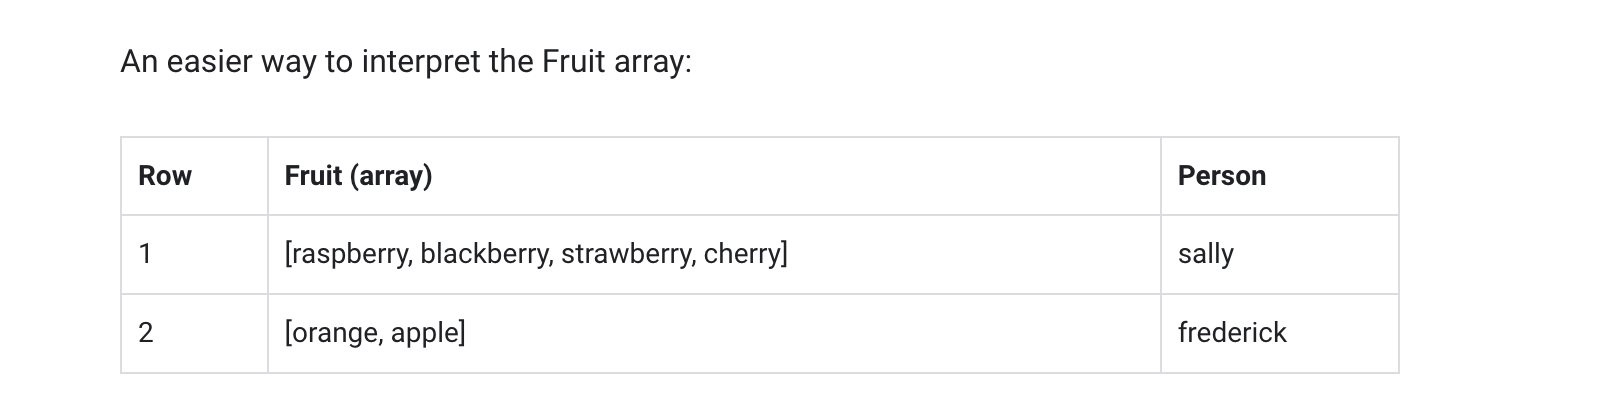 An easier way to interpret the Fruit array:
Row Fruit (array) Person
1 [raspberry, blackberry, strawberry, cherry] sally
2 [orange, apple] frederick